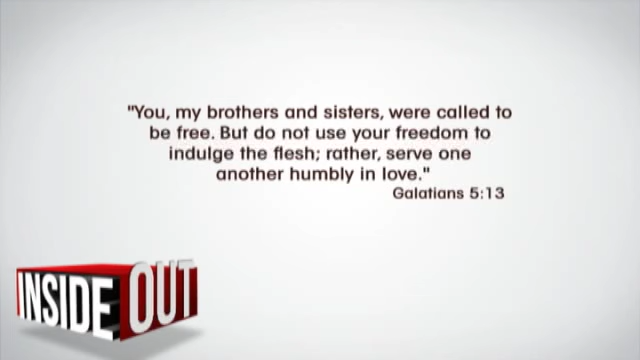 "You, my brothers and sisters, were called to
be free. But do not use your freedom to
indulge the flesh; rather, serve one
another humbly in love."
Galatians 5:13
INSIDE OUT